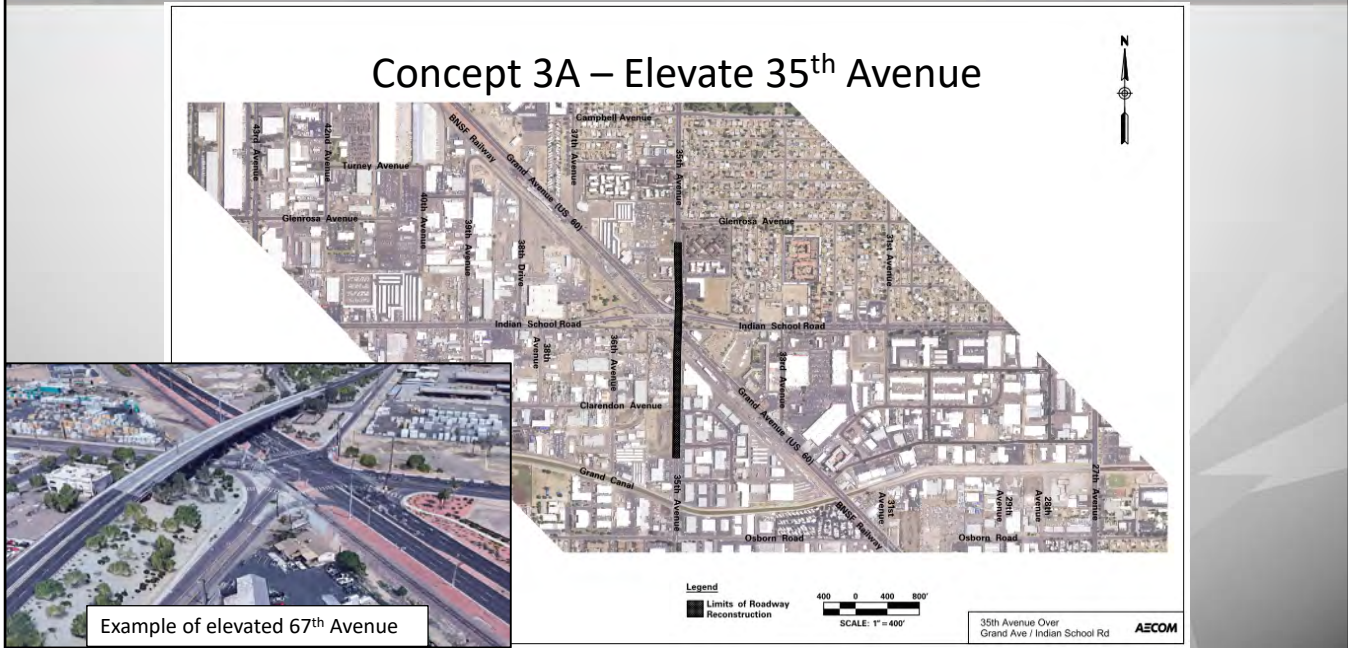 Concept 3A – Elevate 35th Avenue
N
Campbell Avenue
BNSF Railway
Grand Avenue (US 60)
43rd Avenue
42nd Avenue
37th Avenue
35th Avenue
Turney Avenue
40th Avenue
39th Avenue
Glenrosa Avenue
Glenrosa Avenue
38th Drive
31st Avenue
Indian School Road
Indian School Road
38th Avenue
36th Avenue
33rd Avenue
Clarendon Avenue
Grand Avenue (US 60)
Grand Canal
35th Avenue
BNSF Railway
31st Avenue
29th Avenue
28th Avenue
27th Avenue
Osborn Road
Osborn Road
Example of elevated 67th Avenue
Legend
Limits of Roadway
Reconstruction
400 0 400 800'
SCALE: 1" = 400'
35th Avenue Over
Grand Ave / Indian School Rd
AECOM